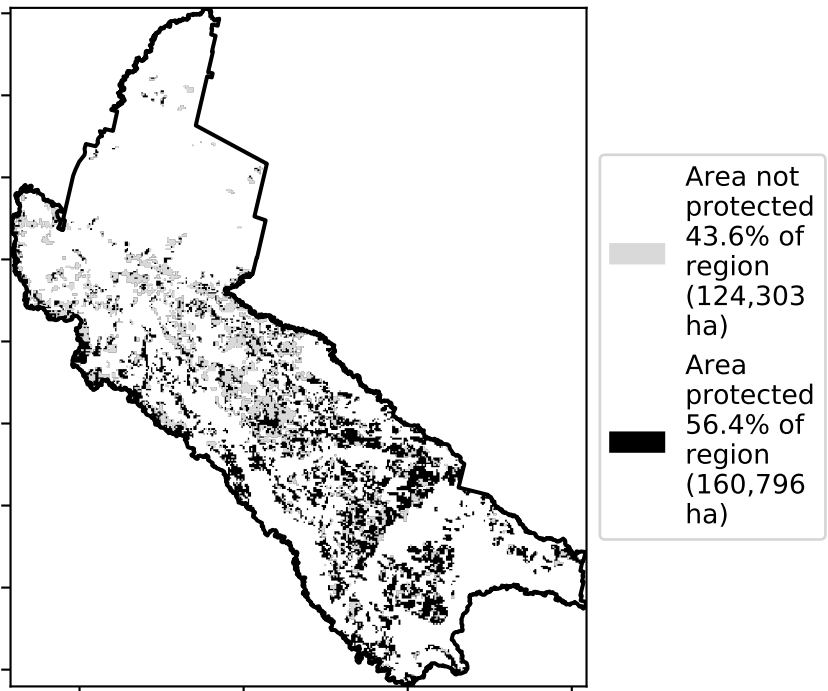 Area not
protected
43.6% of
region
(124,303
ha)
Area
protected
56.4% of
region
(160,796
ha)